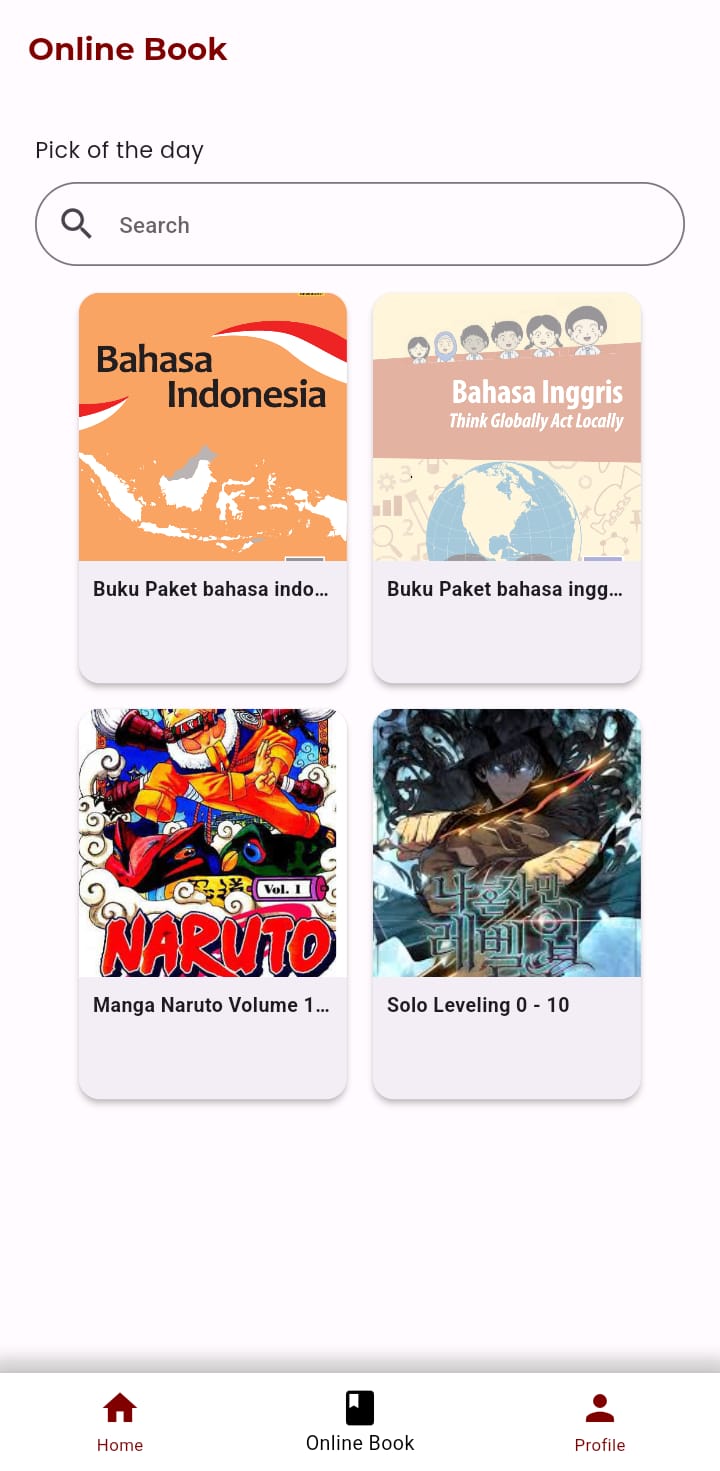 Online Book
Pick of the day
Search
Bahasa
Indonesia
Bahasa Inggris
Think Globally Act Locally
Buku Paket bahasa indo...
Buku Paket bahasa ingg...
Vol. 1
NARUTO
나 혼자만
레벨업
Manga Naruto Volume 1...
Solo Leveling 0 - 10
Home
Online Book
Profile